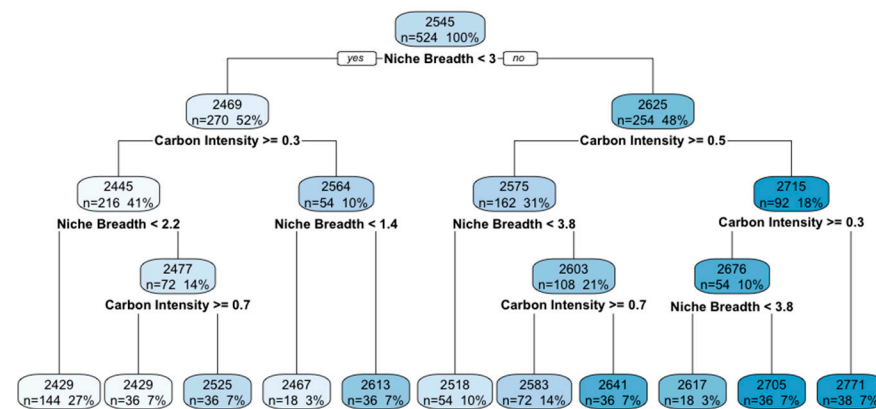 2545
n=524 100%
yes Niche Breadth < 3 no
2469
n=270 52%
2625
n=254 48%
Carbon Intensity >= 0.3
Carbon Intensity >= 0.5
2445
n=216 41%
2564
n=54 10%
2575
n=162 31%
2715
n=92 18%
Niche Breadth < 2.2
Niche Breadth < 1.4
Niche Breadth < 3.8
Carbon Intensity >= 0.3
2477
n=72 14%
2603
n=108 21%
2676
n=54 10%
Carbon Intensity >= 0.7
Carbon Intensity >= 0.7
Niche Breadth < 3.8
2429
n=144 27%
2429
n=36 7%
2525
n=36 7%
2467
n=18 3%
2613
n=36 7%
2518
n=54 10%
2583
n=72 14%
2641
n=36 7%
2617
n=18 3%
2705
n=36 7%
2771
n=38 7%